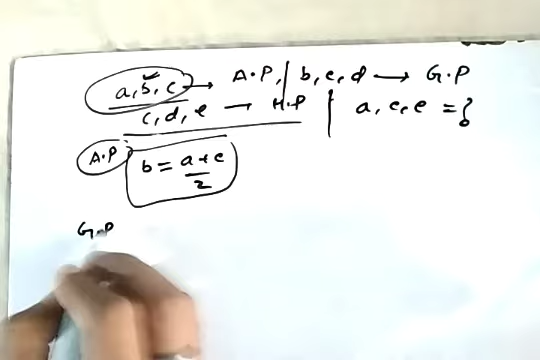 a, b, c → A.P, b, c, d → G.P
c, d, e → H.P a, c, e = ?
A.P b = a + c / 2
G.P